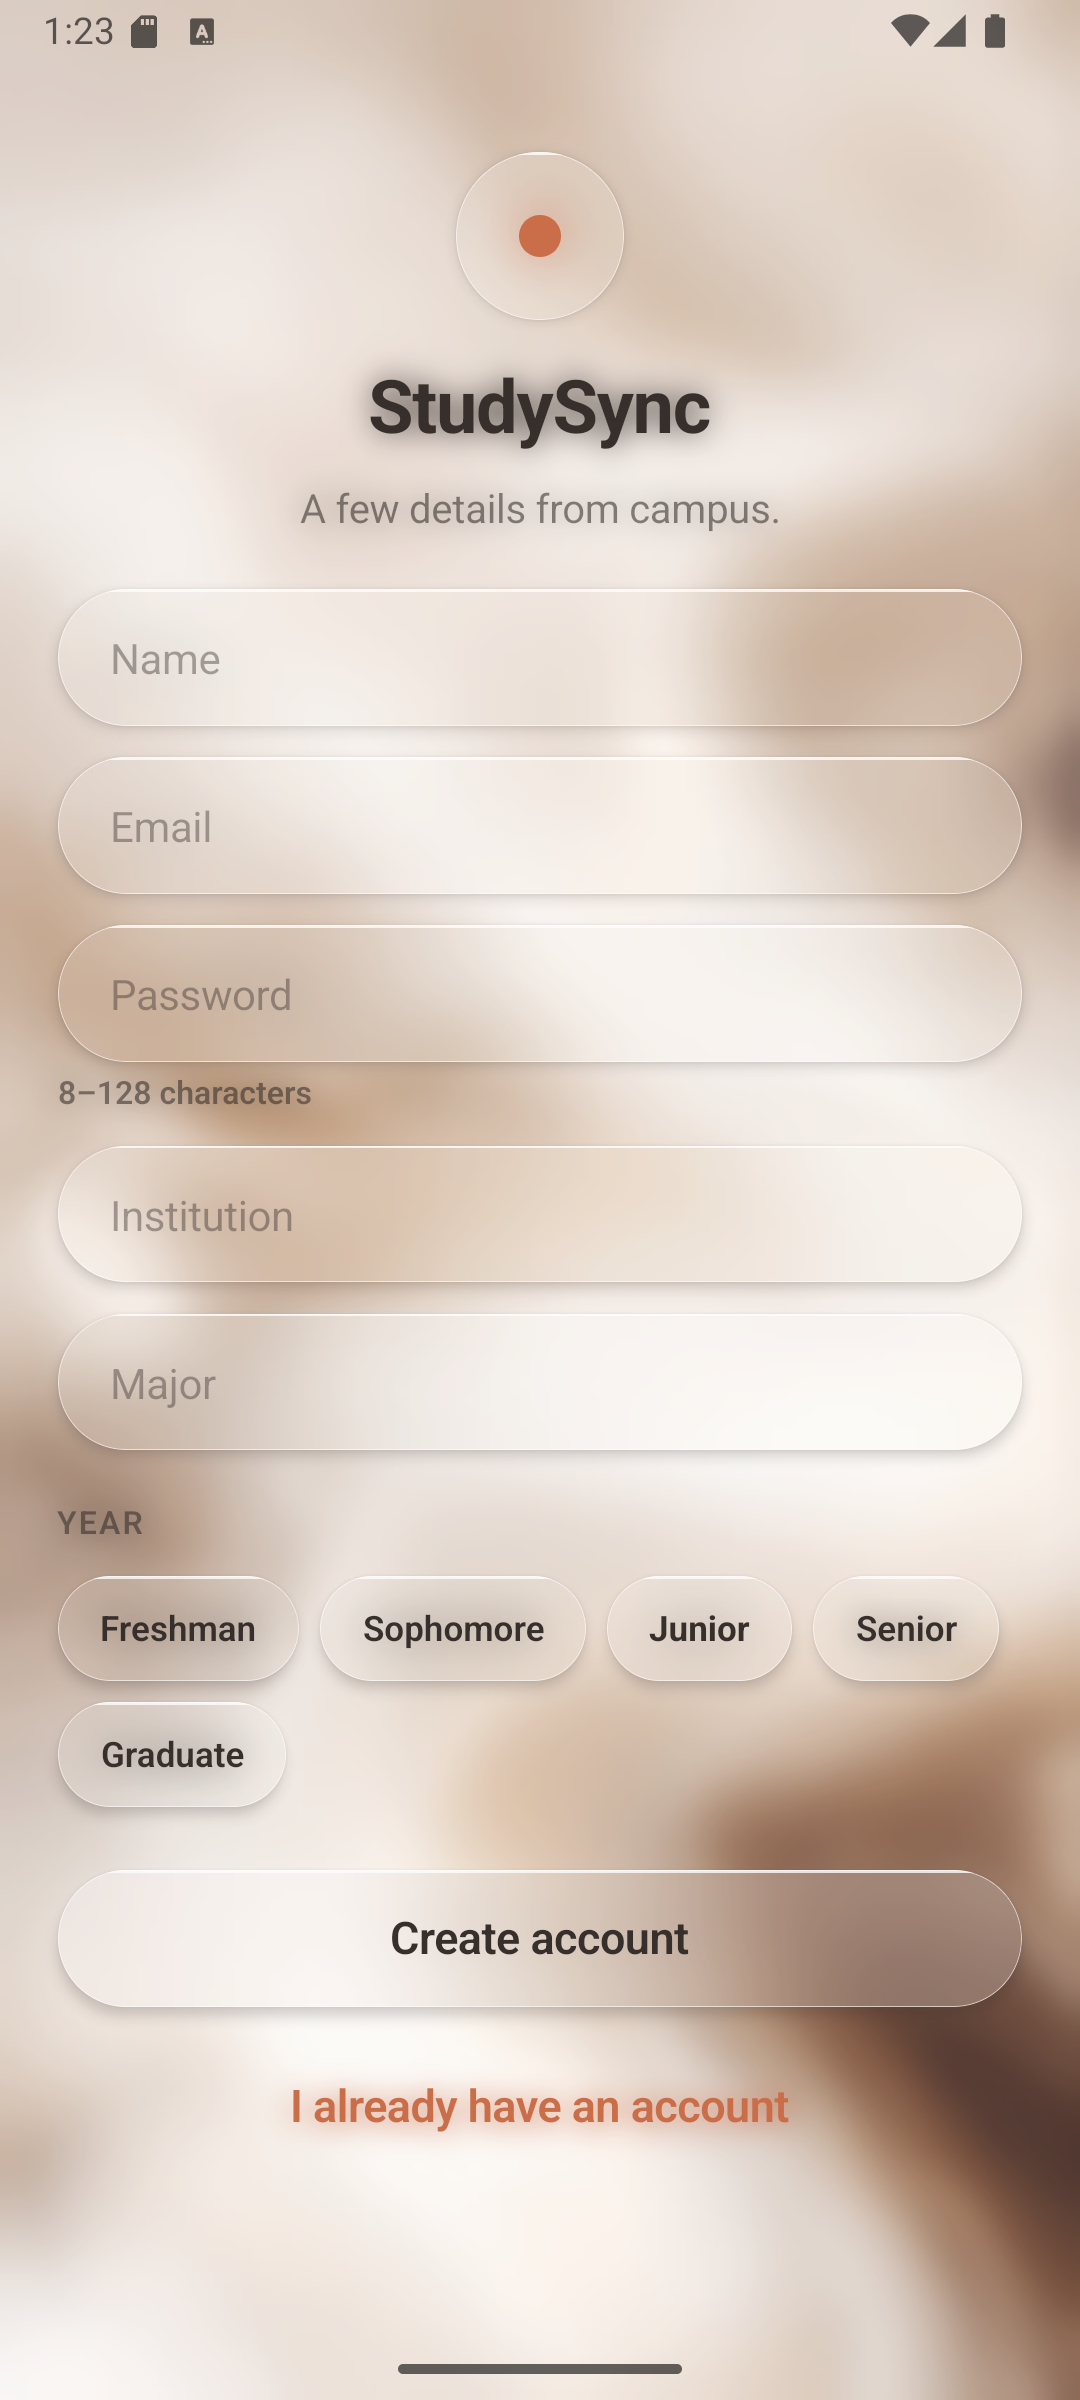 1:23
StudySync
A few details from campus.
Name
Email
Password
8–128 characters
Institution
Major
YEAR
Freshman Sophomore Junior Senior
Graduate
Create account
I already have an account